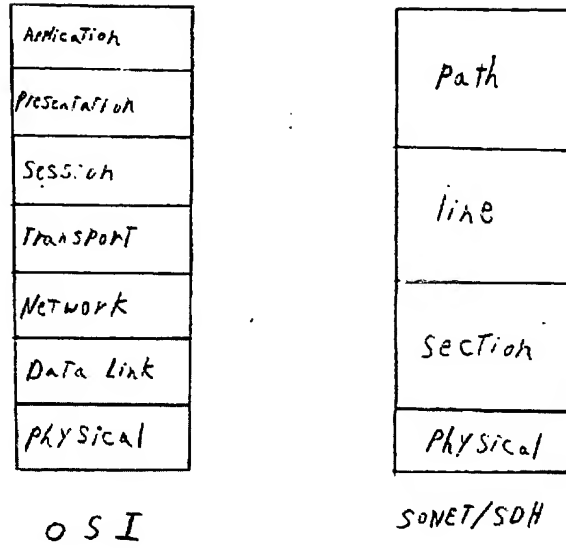 Application
Presentation
Session
Transport
Network
Data Link
Physical
OSI
Path
line
section
Physical
SONET/SDH